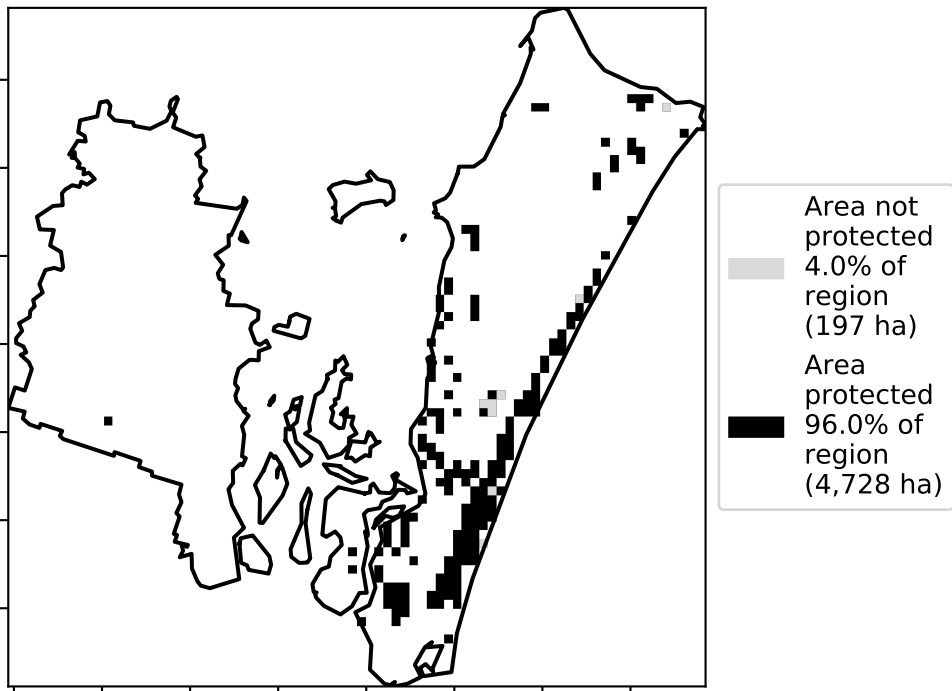 Area not
protected
4.0% of
region
(197 ha)
Area
protected
96.0% of
region
(4,728 ha)